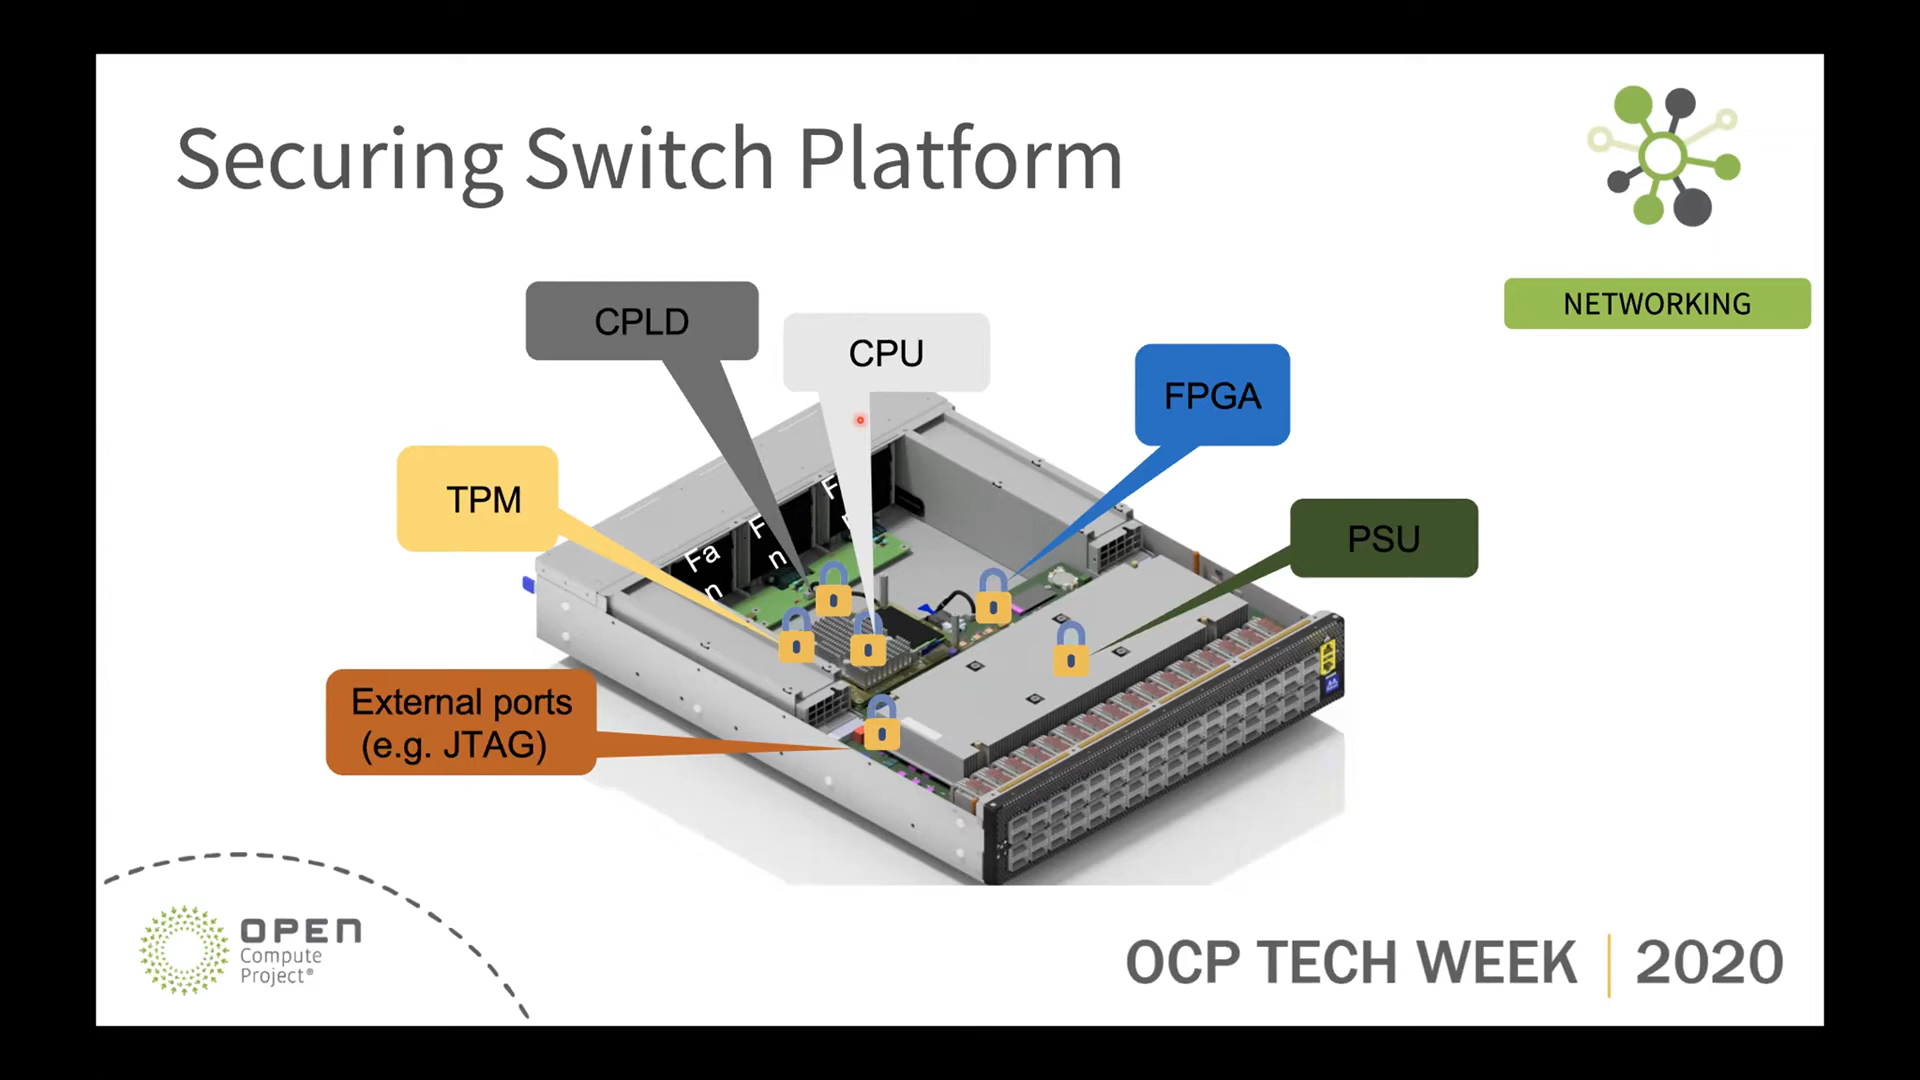 Securing Switch Platform
NETWORKING
CPLD
CPU
FPGA
TPM
PSU
Fa
n
F
n
F
External ports
(e.g. JTAG)
OPEN
Compute
Project®
OCP TECH WEEK | 2020